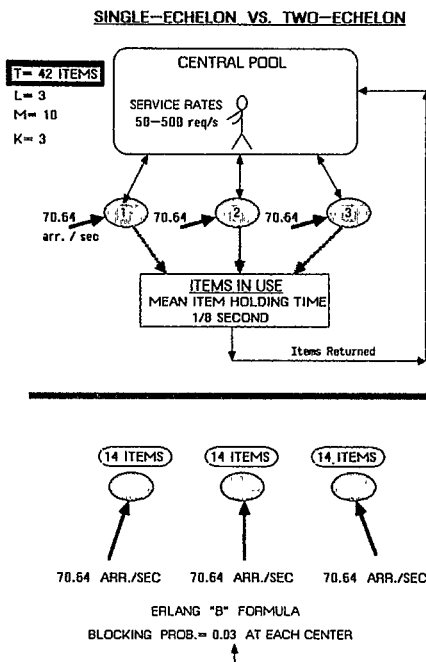 SINGLE-ECHELON VS. TWO-ECHELON
T= 42 ITEMS
L= 3
M= 10
K= 3
CENTRAL POOL
SERVICE RATES
50-500 req/s
70.64
arr. / sec
1
70.64
2
70.64
3
ITEMS IN USE
MEAN ITEM HOLDING TIME
1/8 SECOND
Items Returned
14 ITEMS
14 ITEMS
14 ITEMS
70.64 ARR./SEC
70.64 ARR./SEC
70.64 ARR./SEC
ERLANG "B" FORMULA
BLOCKING PROB.= 0.03 AT EACH CENTER